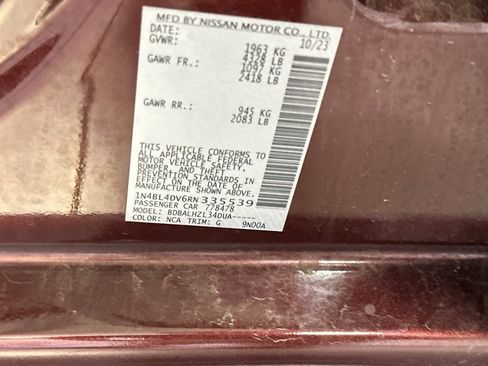 MFD BY NISSAN MOTOR CO., LTD.
DATE: 10/23
GVWR: 1963 KG
4328 LB
GAWR FR.: 1097 KG
2418 LB
GAWR RR.: 945 KG
2083 LB
THIS VEHICLE CONFORMS TO
ALL APPLICABLE FEDERAL
MOTOR VEHICLE SAFETY,
BUMPER, AND THEFT
PREVENTION STANDARDS IN
EFFECT ON THE DATE OF
MANUFACTURE SHOWN ABOVE.
1N4BL4DV6RN335539
PASSENGER CAR 778478
MODEL: BDBALHZL34DUA-----
COLOR: NCA TRIM: G 9N00A